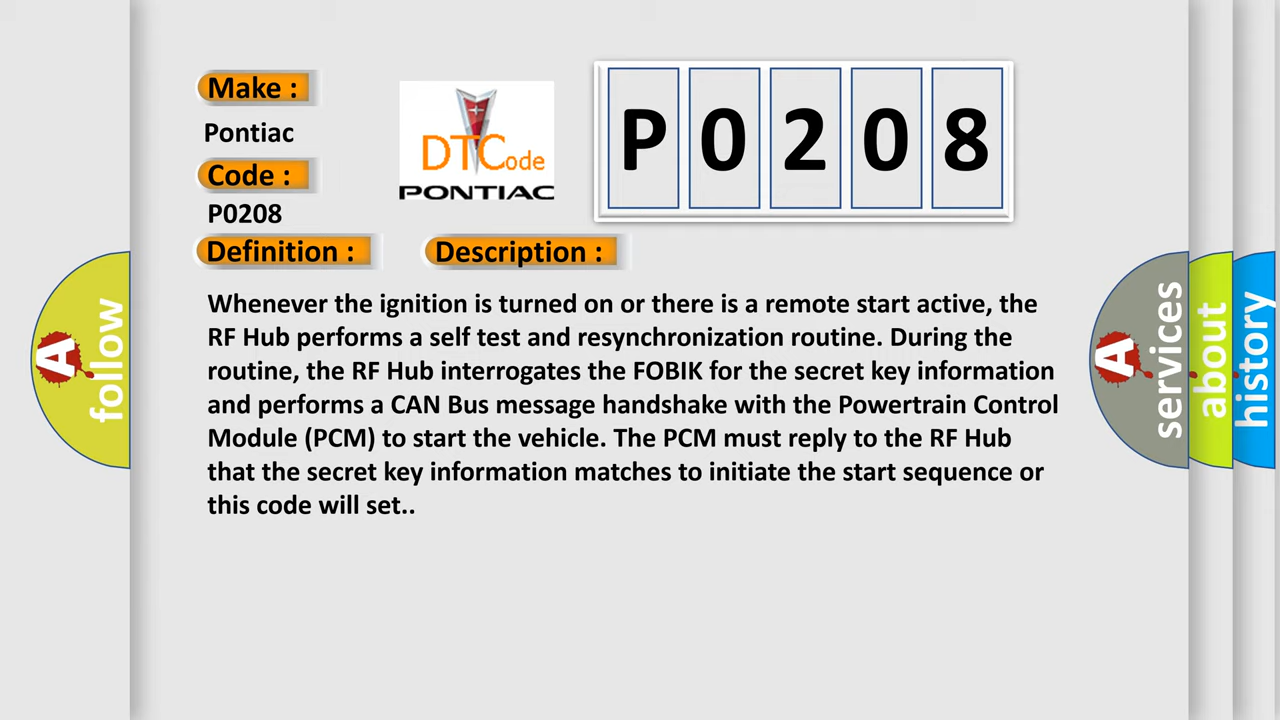 Make :
Pontiac
Code :
P0208
Definition :
Description :
DTCode
PONTIAC
P0208
Whenever the ignition is turned on or there is a remote start active, the
RF Hub performs a self test and resynchronization routine. During the
routine, the RF Hub interrogates the FOBIK for the secret key information
and performs a CAN Bus message handshake with the Powertrain Control
Module (PCM) to start the vehicle. The PCM must reply to the RF Hub
that the secret key information matches to initiate the start sequence or
this code will set..
A follow
A services
about
history